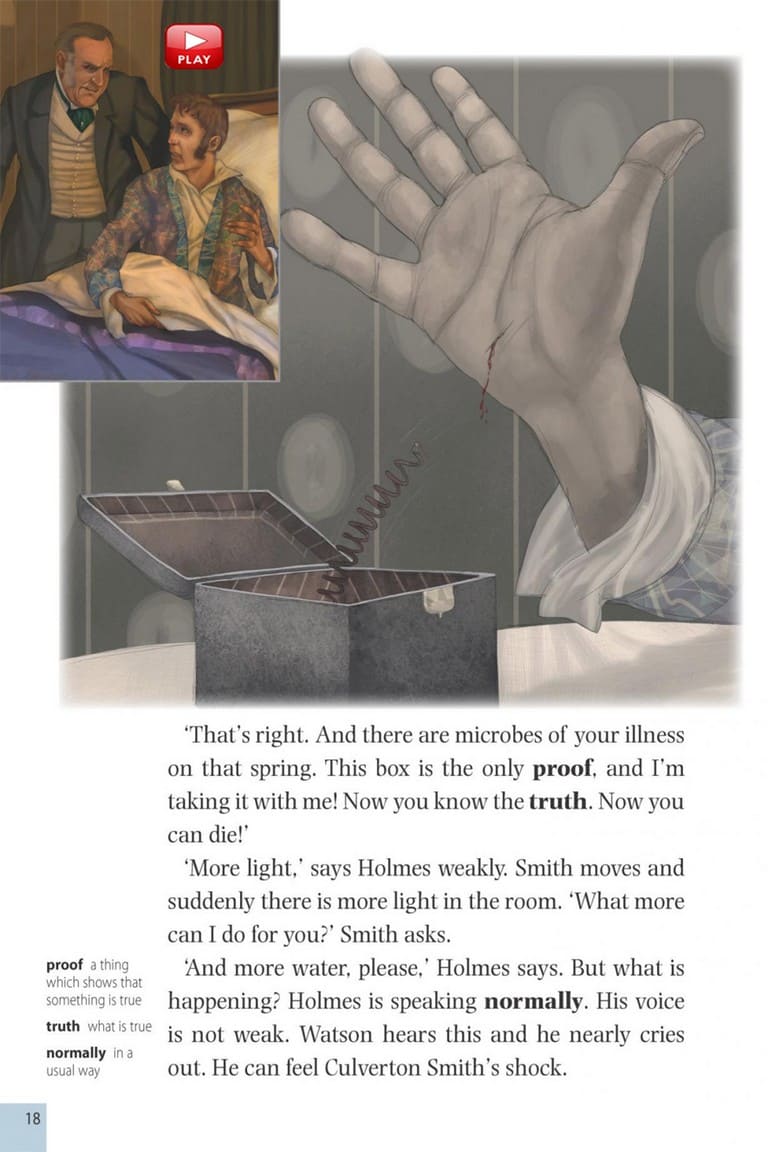 PLAY
‘That’s right. And there are microbes of your illness
on that spring. This box is the only proof, and I’m
taking it with me! Now you know the truth. Now you
can die!’
‘More light,’ says Holmes weakly. Smith moves and
suddenly there is more light in the room. ‘What more
can I do for you?’ Smith asks.
‘And more water, please,’ Holmes says. But what is
happening? Holmes is speaking normally. His voice
is not weak. Watson hears this and he nearly cries
out. He can feel Culverton Smith’s shock.
proof a thing
which shows that
something is true
truth what is true
normally in a
usual way
18